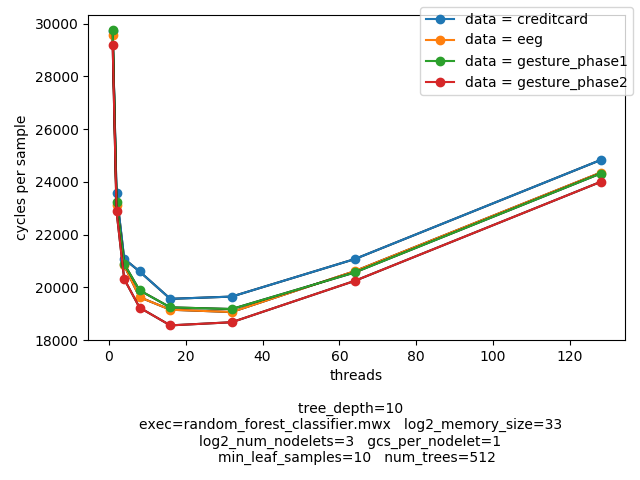 data = creditcard
data = eeg
data = gesture_phase1
data = gesture_phase2
30000
28000
26000
24000
22000
20000
18000
cycles per sample
0 20 40 60 80 100 120
threads
tree_depth=10
exec=random_forest_classifier.mwx log2_memory_size=33
log2_num_nodelets=3 gcs_per_nodelet=1
min_leaf_samples=10 num_trees=512